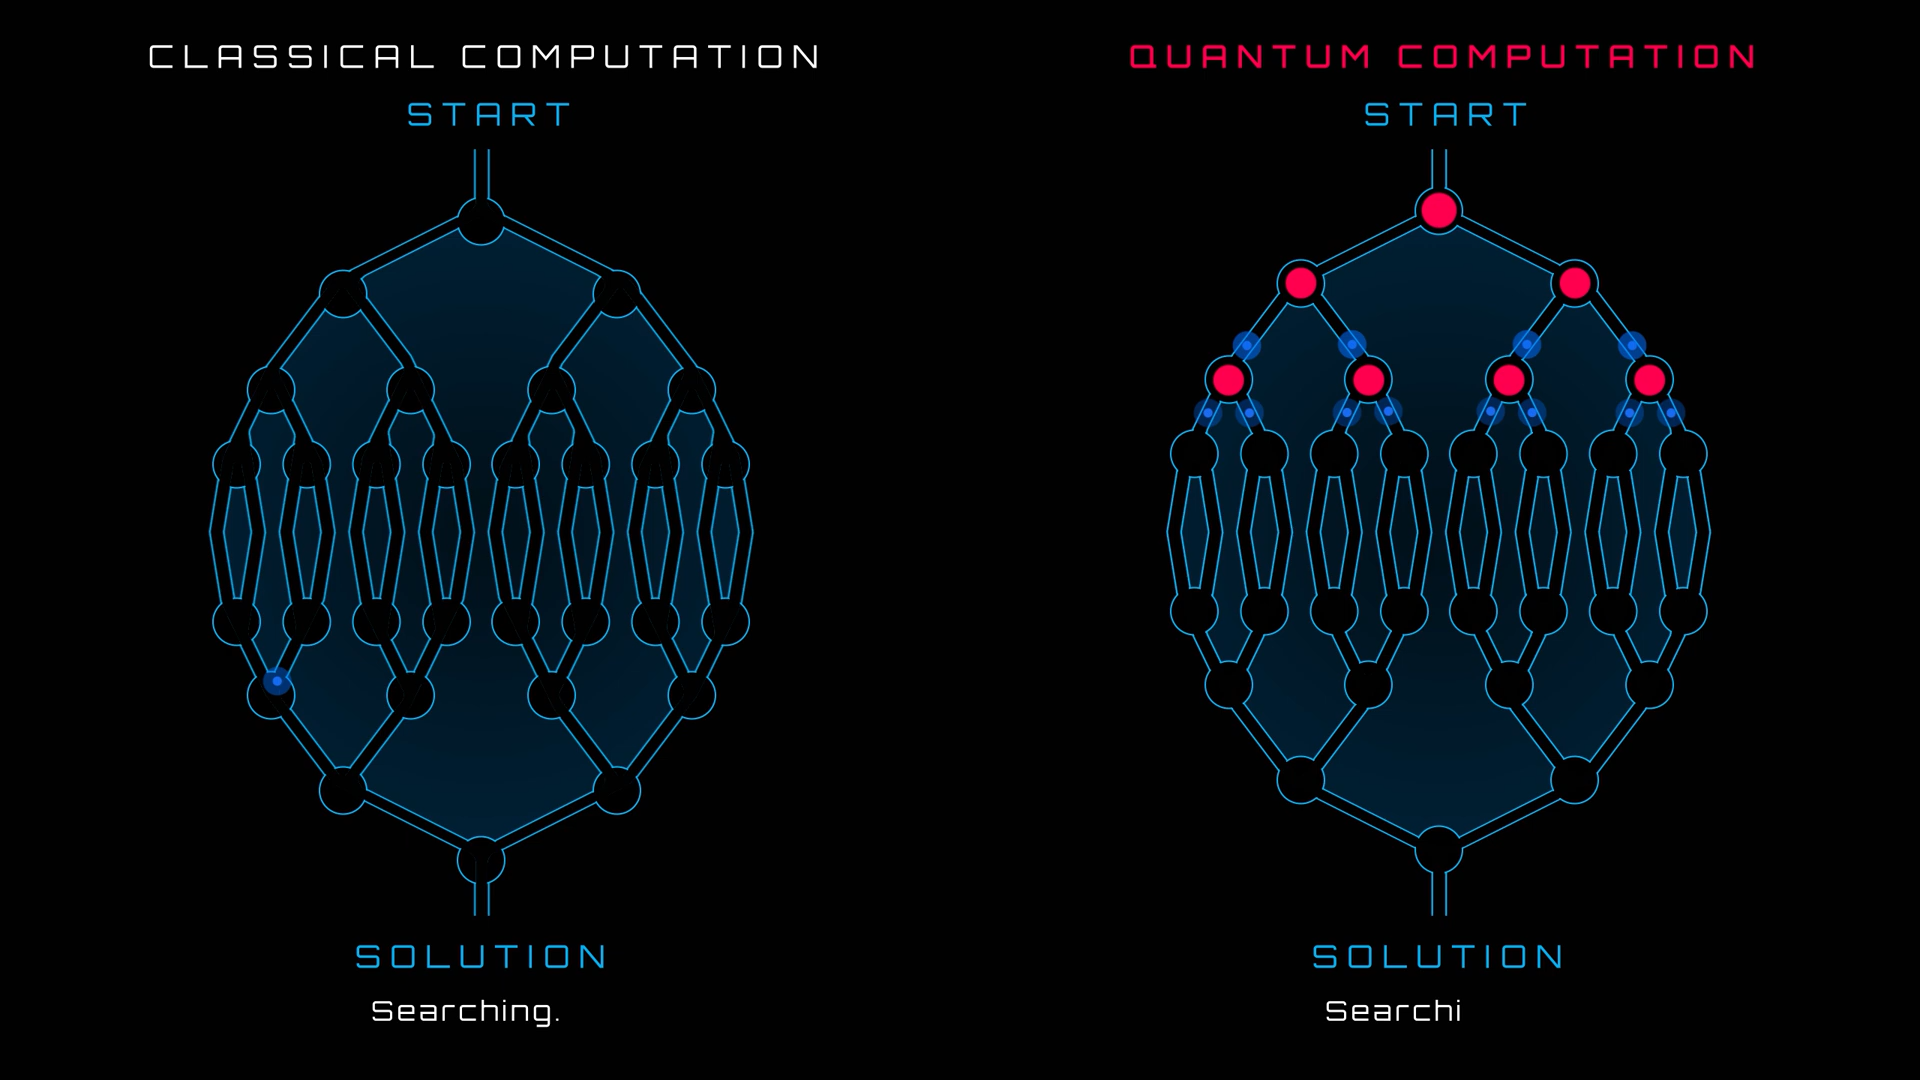 CLASSICAL COMPUTATION
START
SOLUTION
Searching.
QUANTUM COMPUTATION
START
SOLUTION
Searchi